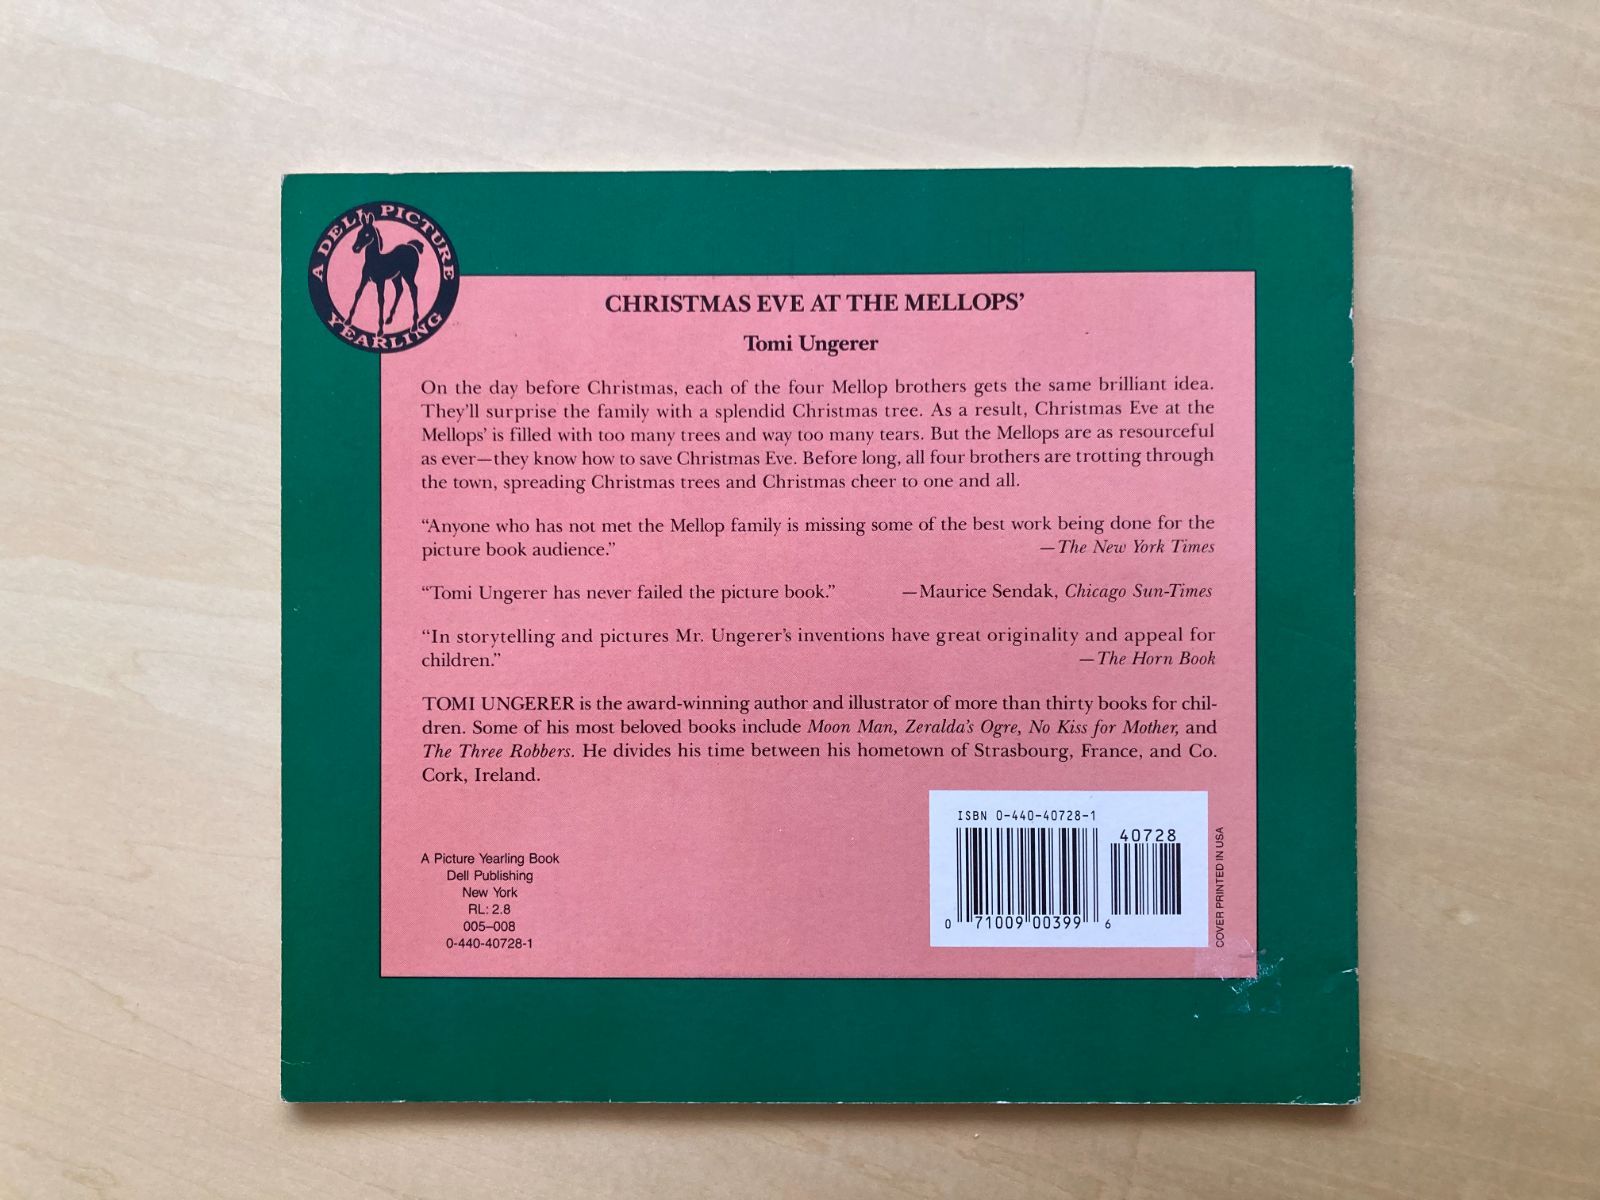 A DELL PICTURE
YEARLING
CHRISTMAS EVE AT THE MELLOPS’
Tomi Ungerer
On the day before Christmas, each of the four Mellop brothers gets the same brilliant idea.
They’ll surprise the family with a splendid Christmas tree. As a result, Christmas Eve at the
Mellops’ is filled with too many trees and way too many tears. But the Mellops are as resourceful
as ever—they know how to save Christmas Eve. Before long, all four brothers are trotting through
the town, spreading Christmas trees and Christmas cheer to one and all.
“Anyone who has not met the Mellop family is missing some of the best work being done for the
picture book audience.” —The New York Times
“Tomi Ungerer has never failed the picture book.” —Maurice Sendak, Chicago Sun-Times
“In storytelling and pictures Mr. Ungerer’s inventions have great originality and appeal for
children.” —The Horn Book
TOMI UNGERER is the award-winning author and illustrator of more than thirty books for chil-
dren. Some of his most beloved books include Moon Man, Zeralda’s Ogre, No Kiss for Mother, and
The Three Robbers. He divides his time between his hometown of Strasbourg, France, and Co.
Cork, Ireland.
A Picture Yearling Book
Dell Publishing
New York
RL: 2.8
005–008
0-440-40728-1
ISBN 0-440-40728-1
40728
0 71009 00399 6
COVER PRINTED IN USA